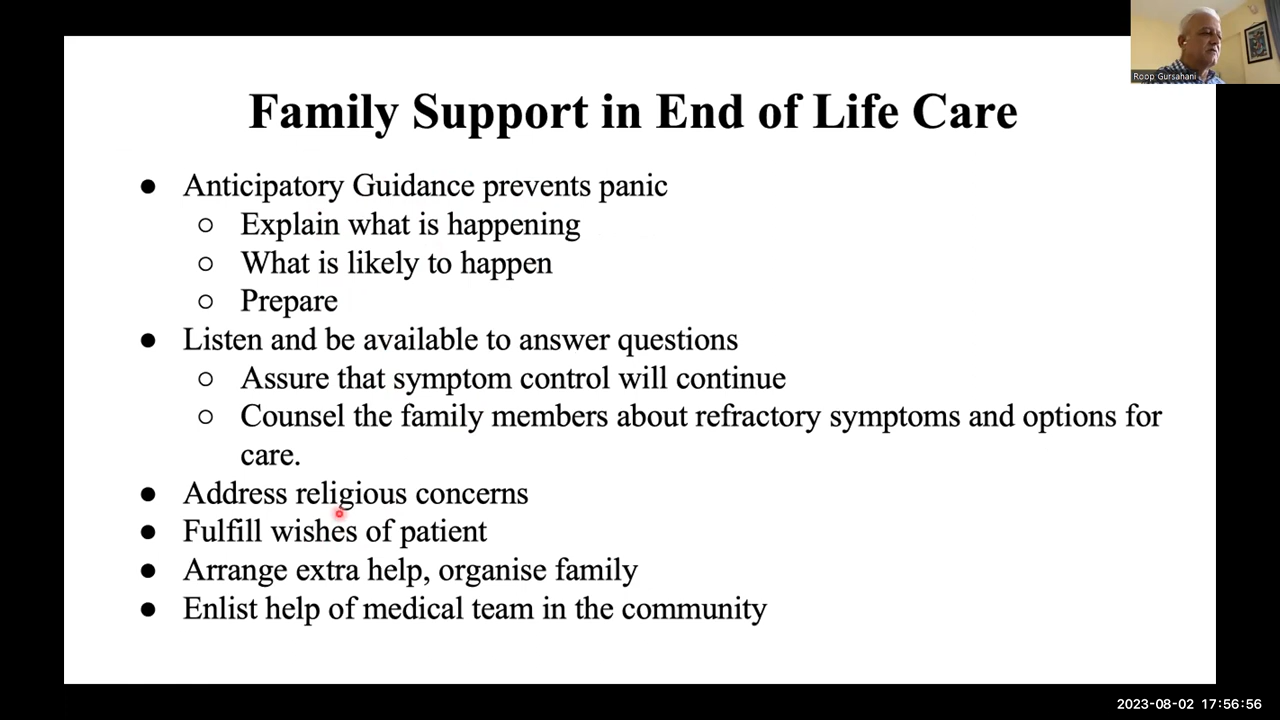 Roop Gursahani
Family Support in End of Life Care
● Anticipatory Guidance prevents panic
○ Explain what is happening
○ What is likely to happen
○ Prepare
● Listen and be available to answer questions
○ Assure that symptom control will continue
○ Counsel the family members about refractory symptoms and options for
care.
● Address religious concerns
● Fulfill wishes of patient
● Arrange extra help, organise family
● Enlist help of medical team in the community
2023-08-02 17:56:56